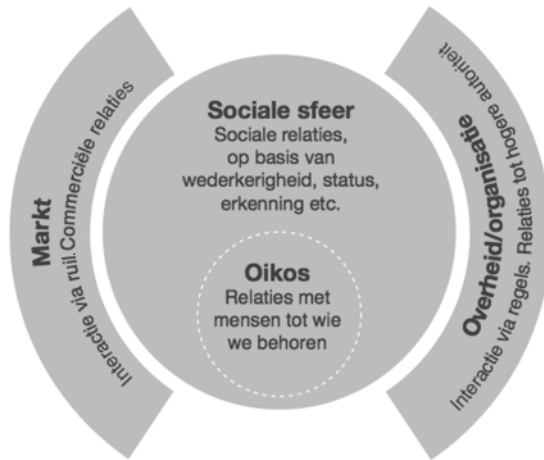 Markt
Interactie via ruil. Commerciële relaties
Sociale sfeer
Sociale relaties,
op basis van
wederkerigheid, status,
erkenning etc.
Oikos
Relaties met
mensen tot wie
we behoren
Overheid/organisatie
Interactie via regels. Relaties tot hogere autoriteit